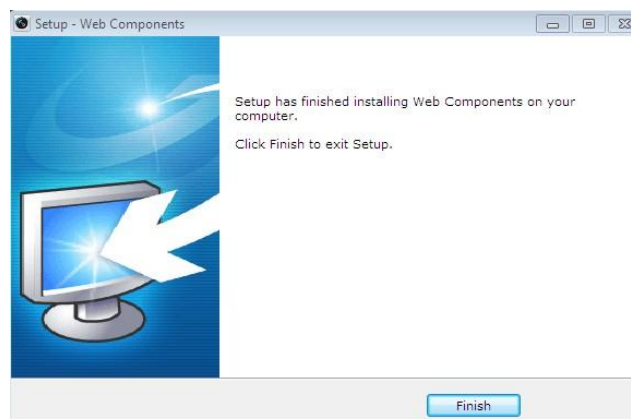 Setup - Web Components
Setup has finished installing Web Components on your
computer.
Click Finish to exit Setup.
Finish